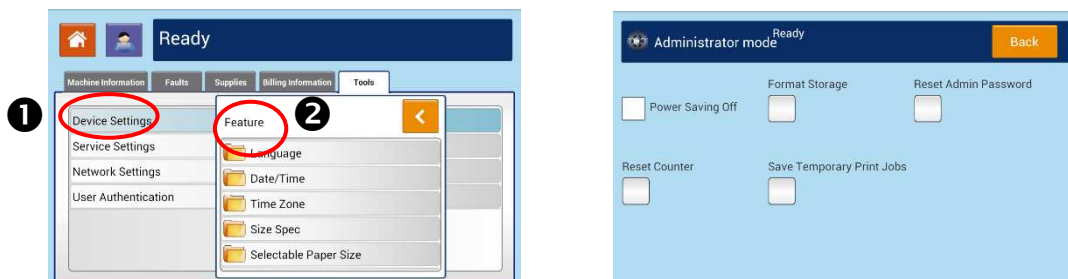 Ready
Machine Information Faults Supplies Billing Information Tools
1
Device Settings
Service Settings
Network Settings
User Authentication
2
Feature
<
Language
Date/Time
Time Zone
Size Spec
Selectable Paper Size
Administrator mode Ready
Back
Power Saving Off
Format Storage
Reset Admin Password
Reset Counter
Save Temporary Print Jobs